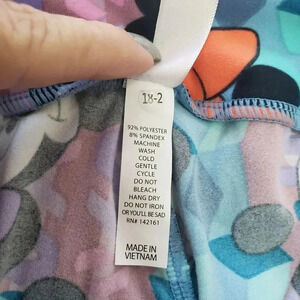 18-2
92% POLYESTER
8% SPANDEX
MACHINE
WASH
COLD
GENTLE
CYCLE
DO NOT
BLEACH
HANG DRY
DO NOT IRON
OR YOU'LL BE SAD
RN# 142161
MADE IN
VIETNAM